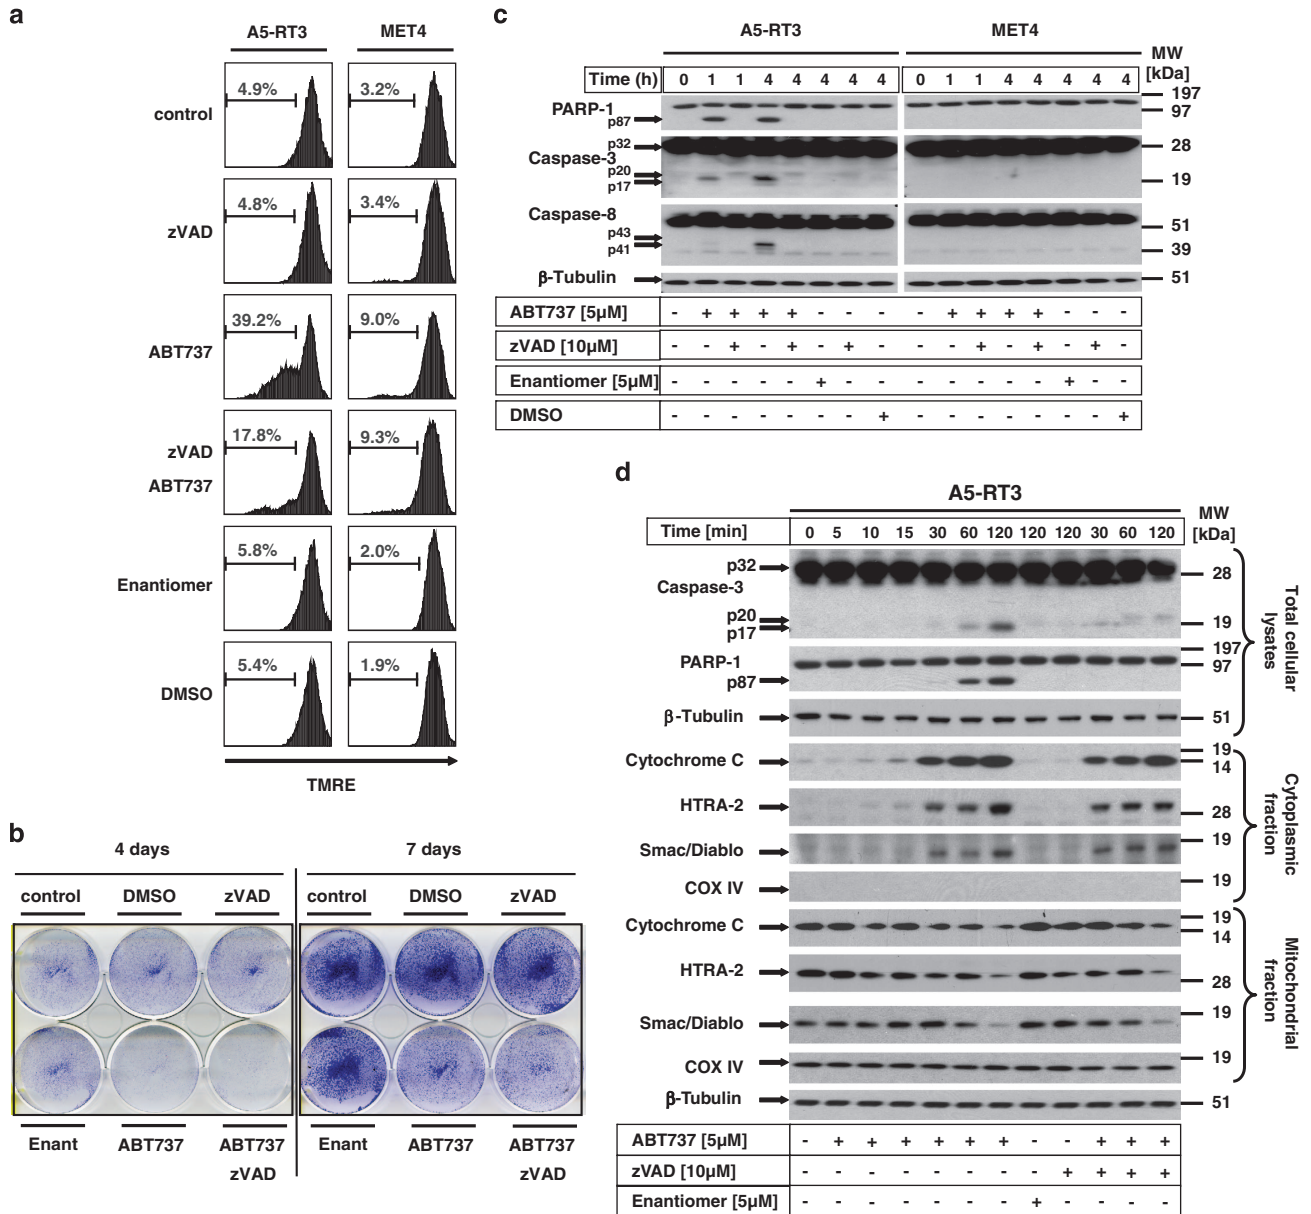 a
A5-RT3 MET4
control 4.9% 3.2%
zVAD 4.8% 3.4%
ABT737 39.2% 9.0%
zVAD ABT737 17.8% 9.3%
Enantiomer 5.8% 2.0%
DMSO 5.4% 1.9%
TMRE
b
4 days 7 days
control DMSO zVAD control DMSO zVAD
Enant ABT737 ABT737 zVAD Enant ABT737 ABT737 zVAD
c
A5-RT3 MET4
MW [kDa]
Time (h) 0 1 1 4 4 4 4 4 0 1 1 4 4 4 4 4
197
PARP-1 97
p87
p32 28
Caspase-3
p20
p17 19
Caspase-8 51
p43
p41 39
β-Tubulin 51
ABT737 [5µM] - + + + + - - - - + + + + - - -
zVAD [10µM] - - + - + - + - - - + - + - + -
Enantiomer [5µM] - - - - - + - - - - - - - + - -
DMSO - - - - - - - + - - - - - - - +
d
A5-RT3
MW [kDa]
Time [min] 0 5 10 15 30 60 120 120 120 30 60 120
p32 28
Caspase-3
p20 19
p17
197
PARP-1 97
p87
β-Tubulin 51
Total cellular lysates
19
Cytochrome C 14
HTRA-2 28
Smac/Diablo 19
COX IV 19
Cytoplasmic fraction
Cytochrome C 19
14
HTRA-2 28
Smac/Diablo 19
COX IV 19
Mitochondrial fraction
β-Tubulin 51
ABT737 [5µM] - + + + + + + - - + + +
zVAD [10µM] - - - - - - - - + + + +
Enantiomer [5µM] - - - - - - - + - - - -